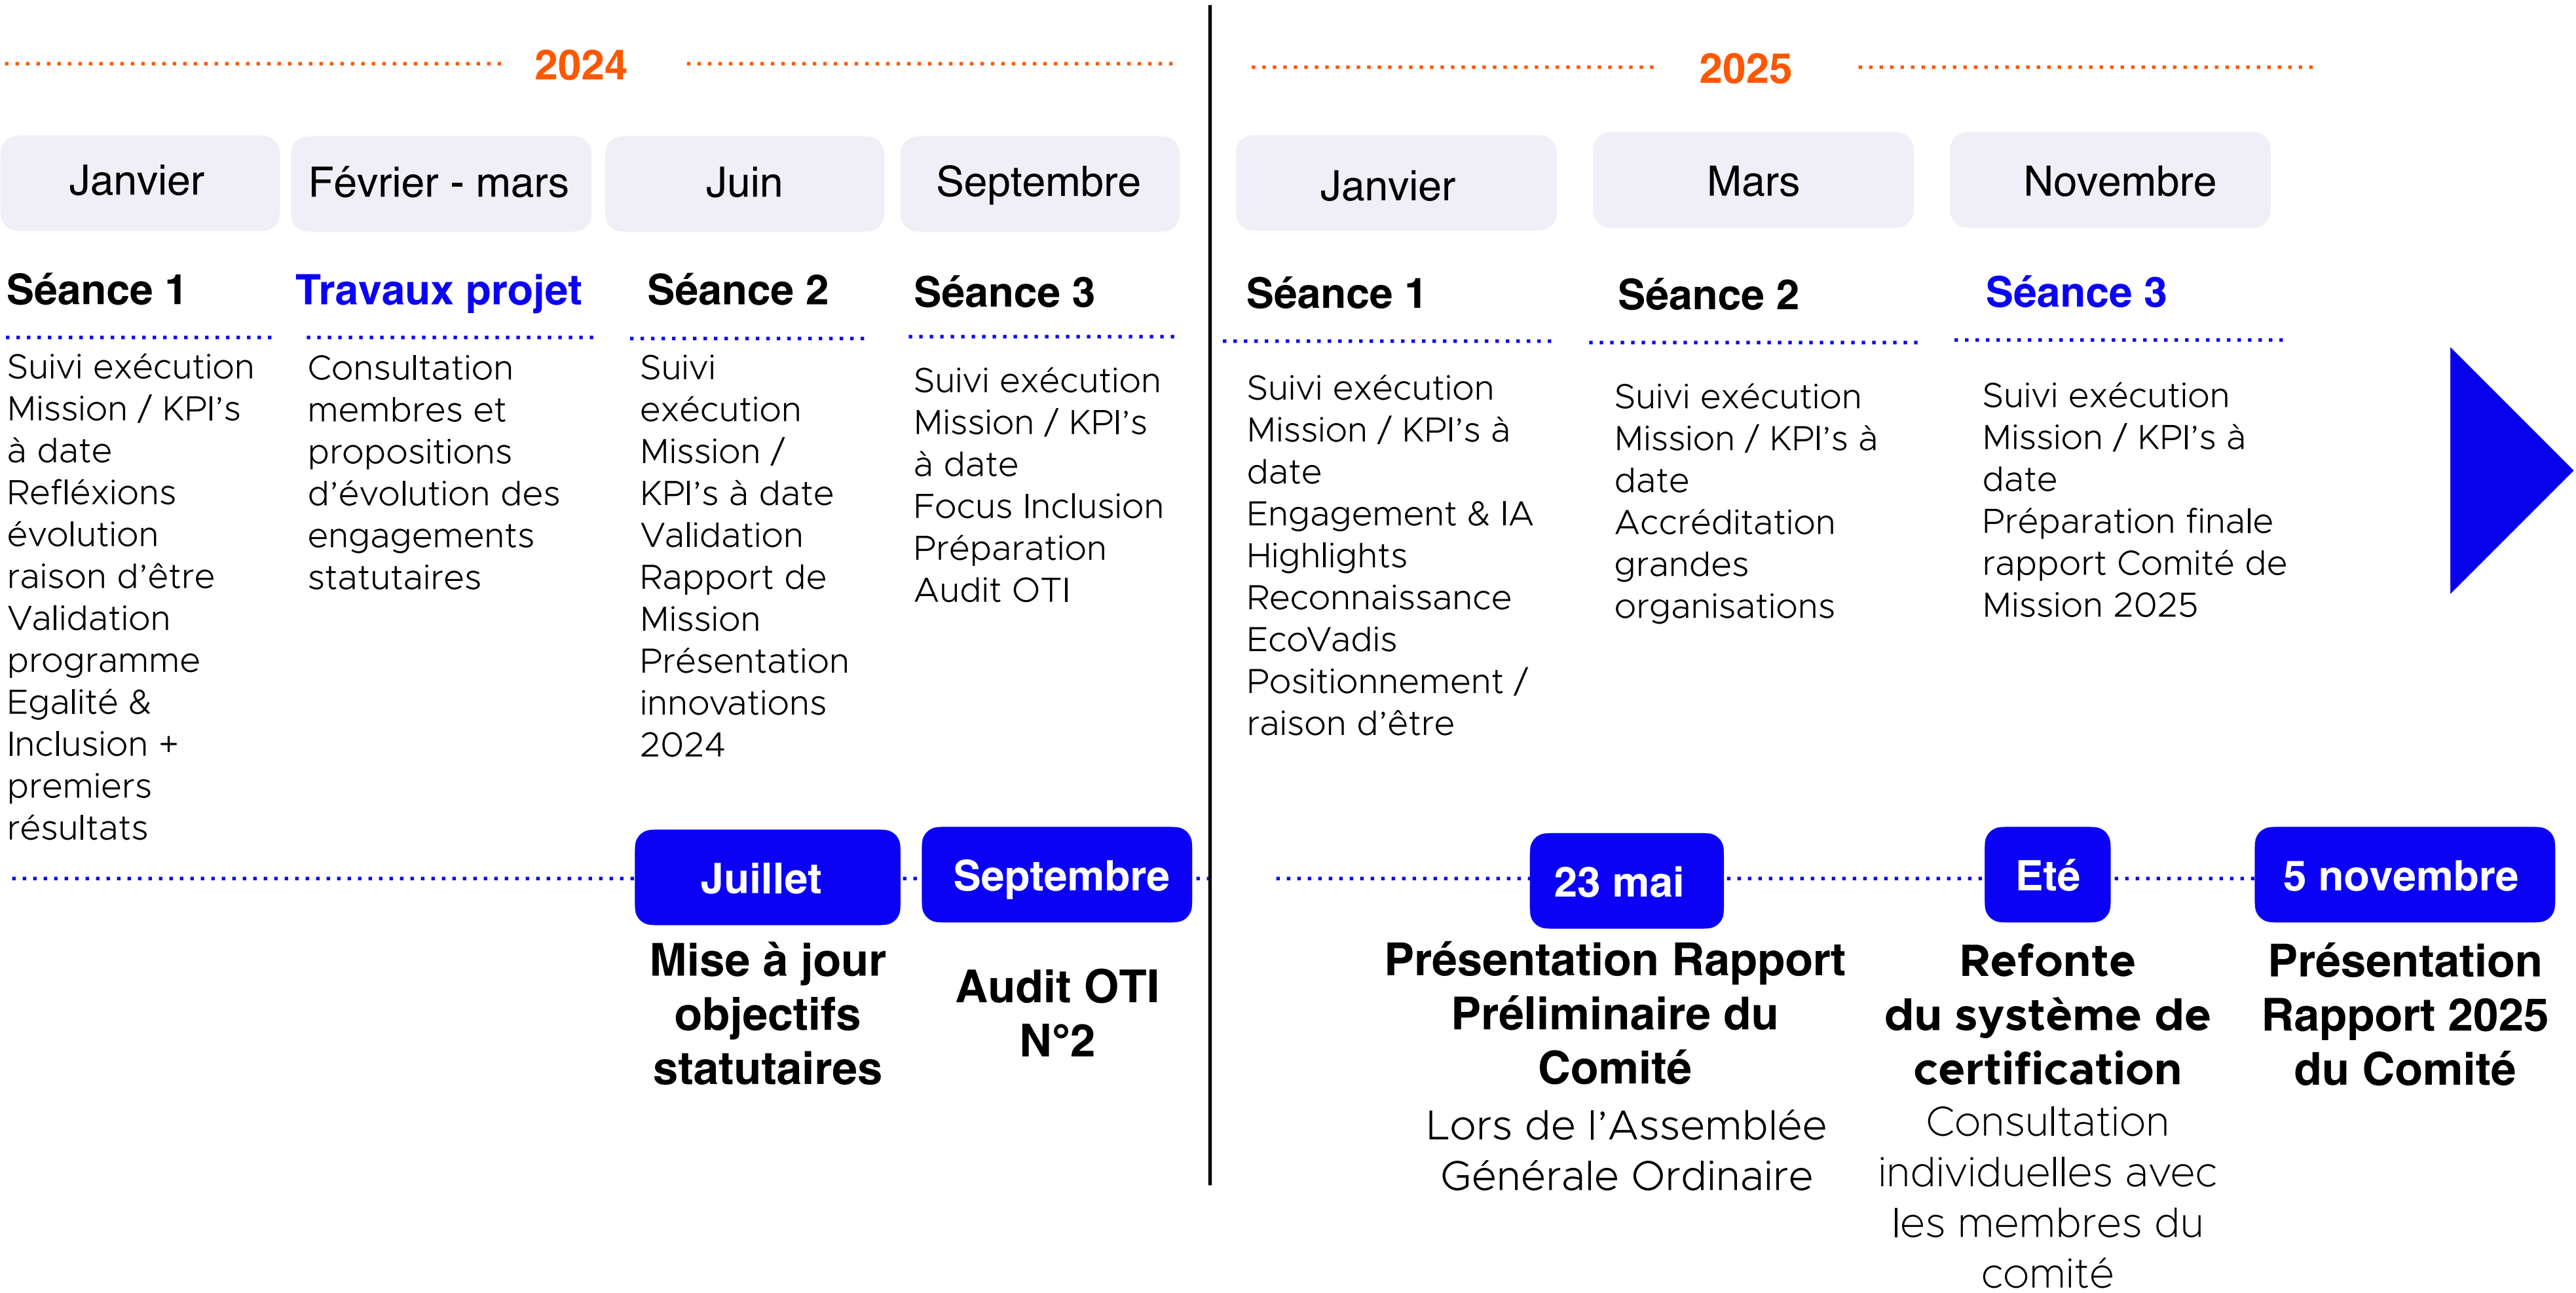 2024
Janvier
Février - mars
Juin
Septembre
Séance 1
Suivi exécution
Mission / KPI’s
à date
Refléxions
évolution
raison d’être
Validation
programme
Egalité &
Inclusion +
premiers
résultats
Travaux projet
Consultation
membres et
propositions
d’évolution des
engagements
statutaires
Séance 2
Suivi
exécution
Mission /
KPI’s à date
Validation
Rapport de
Mission
Présentation
innovations
2024
Séance 3
Suivi exécution
Mission / KPI’s
à date
Focus Inclusion
Préparation
Audit OTI
Juillet
Mise à jour
objectifs
statutaires
Septembre
Audit OTI
N°2
2025
Janvier
Mars
Novembre
Séance 1
Suivi exécution
Mission / KPI’s à
date
Engagement & IA
Highlights
Reconnaissance
EcoVadis
Positionnement /
raison d’être
Séance 2
Suivi exécution
Mission / KPI’s à
date
Accréditation
grandes
organisations
Séance 3
Suivi exécution
Mission / KPI’s à
date
Préparation finale
rapport Comité de
Mission 2025
23 mai
Présentation Rapport
Préliminaire du
Comité
Lors de l’Assemblée
Générale Ordinaire
Eté
Refonte
du système de
certification
Consultation
individuelles avec
les membres du
comité
5 novembre
Présentation
Rapport 2025
du Comité